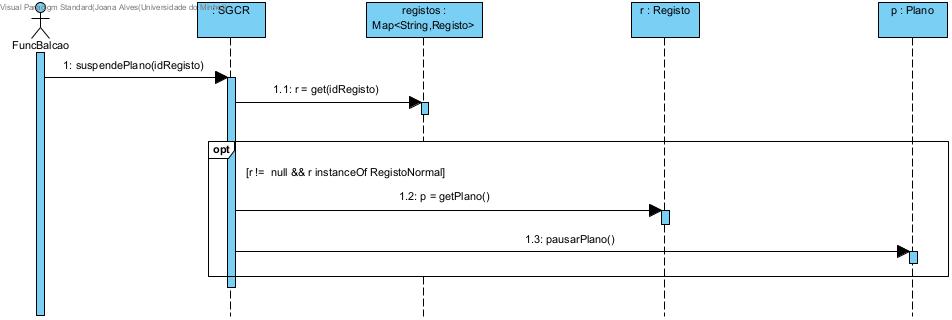 Visual Paradigm Standard(Joana Alves(Universidade do Minho))
: SGCR
registos :
Map<String,Registo>
r : Registo
p : Plano
FuncBalcao
1: suspendePlano(idRegisto)
1.1: r = get(idRegisto)
opt
[r != null && r instanceOf RegistoNormal]
1.2: p = getPlano()
1.3: pausarPlano()